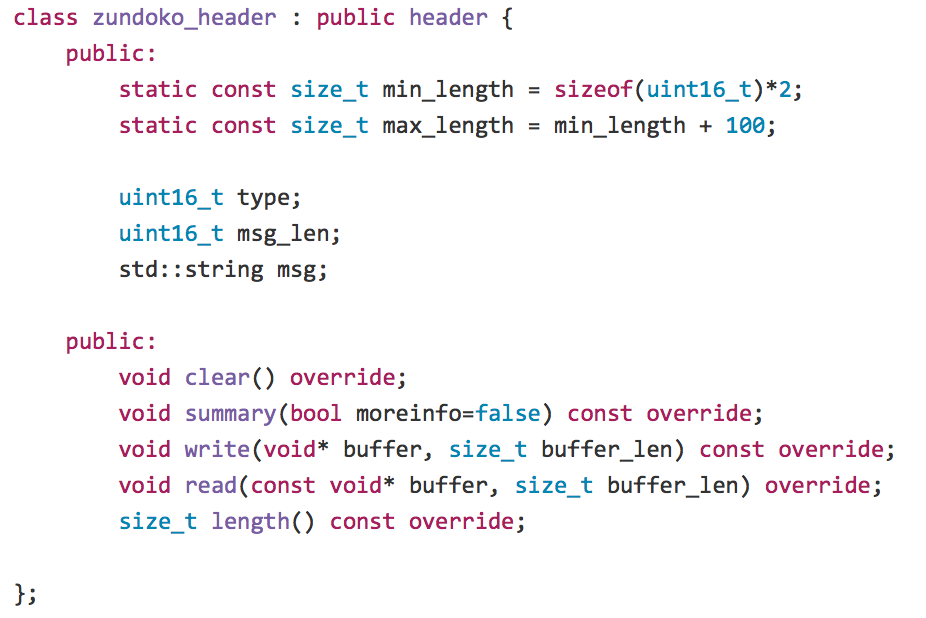 class zundoko_header : public header {
    public:
        static const size_t min_length = sizeof(uint16_t)*2;
        static const size_t max_length = min_length + 100;

        uint16_t type;
        uint16_t msg_len;
        std::string msg;

    public:
        void clear() override;
        void summary(bool moreinfo=false) const override;
        void write(void* buffer, size_t buffer_len) const override;
        void read(const void* buffer, size_t buffer_len) override;
        size_t length() const override;

};